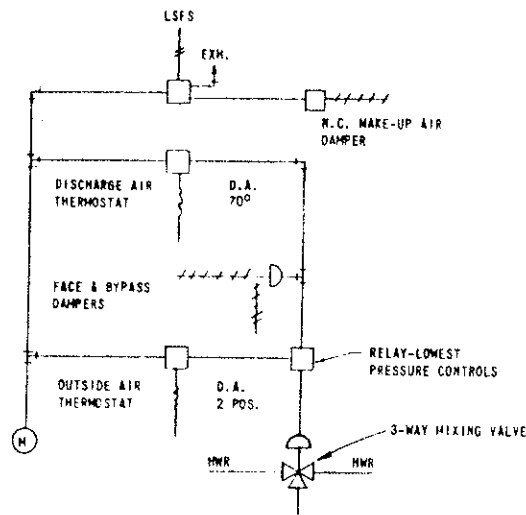 LSFS
EXH.
N.C. MAKE-UP AIR
DAMPER
DISCHARGE AIR
THERMOSTAT
D.A.
70°
FACE & BYPASS
DAMPERS
RELAY-LOWEST
PRESSURE CONTROLS
OUTSIDE AIR
THERMOSTAT
D.A.
2 POS.
M
3-WAY MIXING VALVE
HWR
HWR